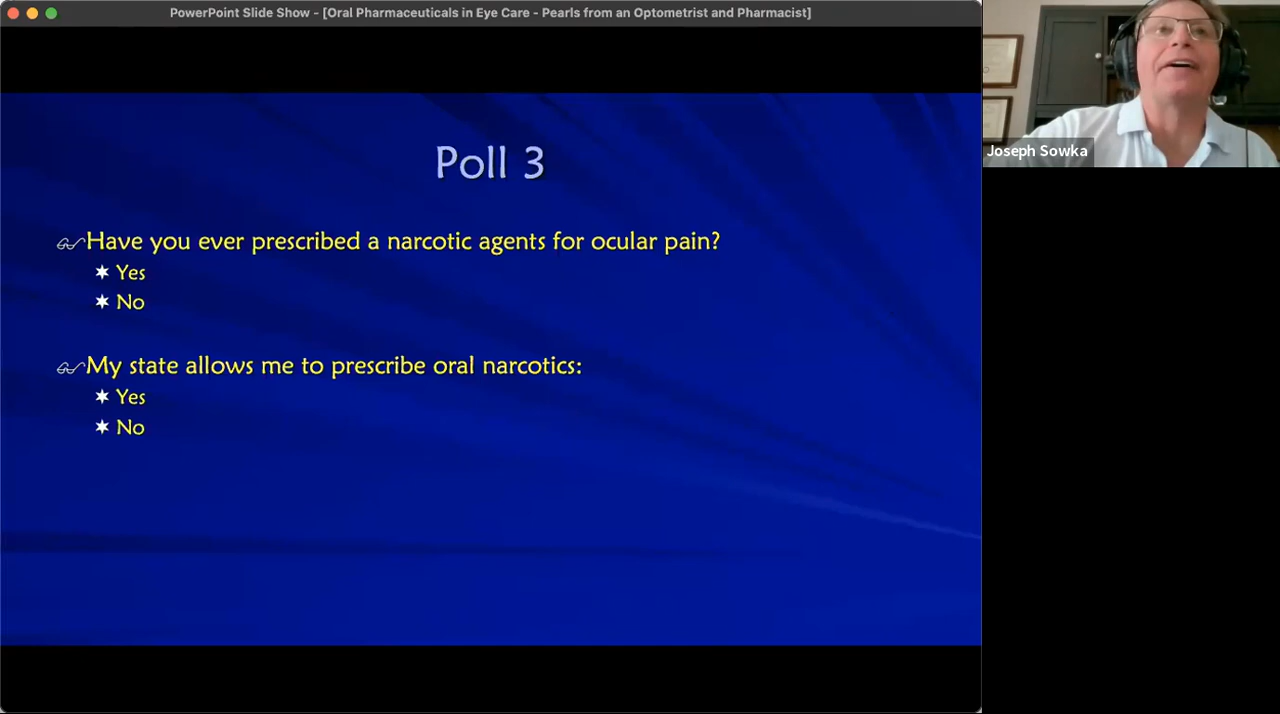 PowerPoint Slide Show - [Oral Pharmaceuticals in Eye Care - Pearls from an Optometrist and Pharmacist]
Poll 3
Have you ever prescribed a narcotic agents for ocular pain?
Yes
No
My state allows me to prescribe oral narcotics:
Yes
No
Joseph Sowka